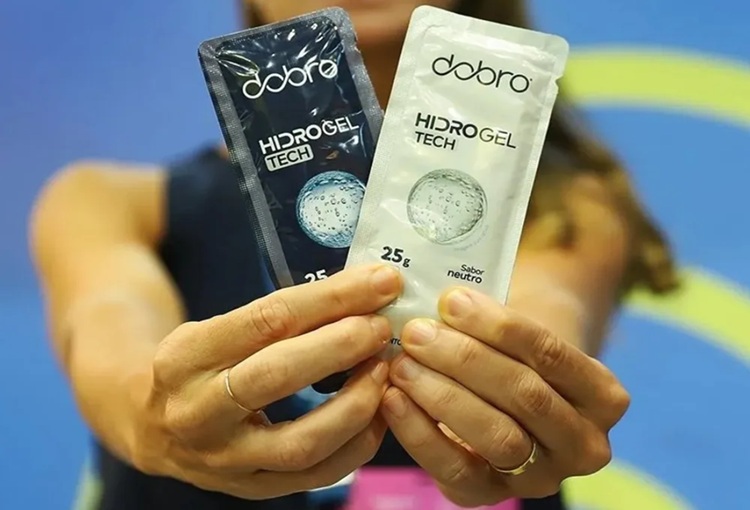 dobro
HIDROGEL
TECH
25
dobro
HIDROGEL
TECH
25g
Sabor
neutro